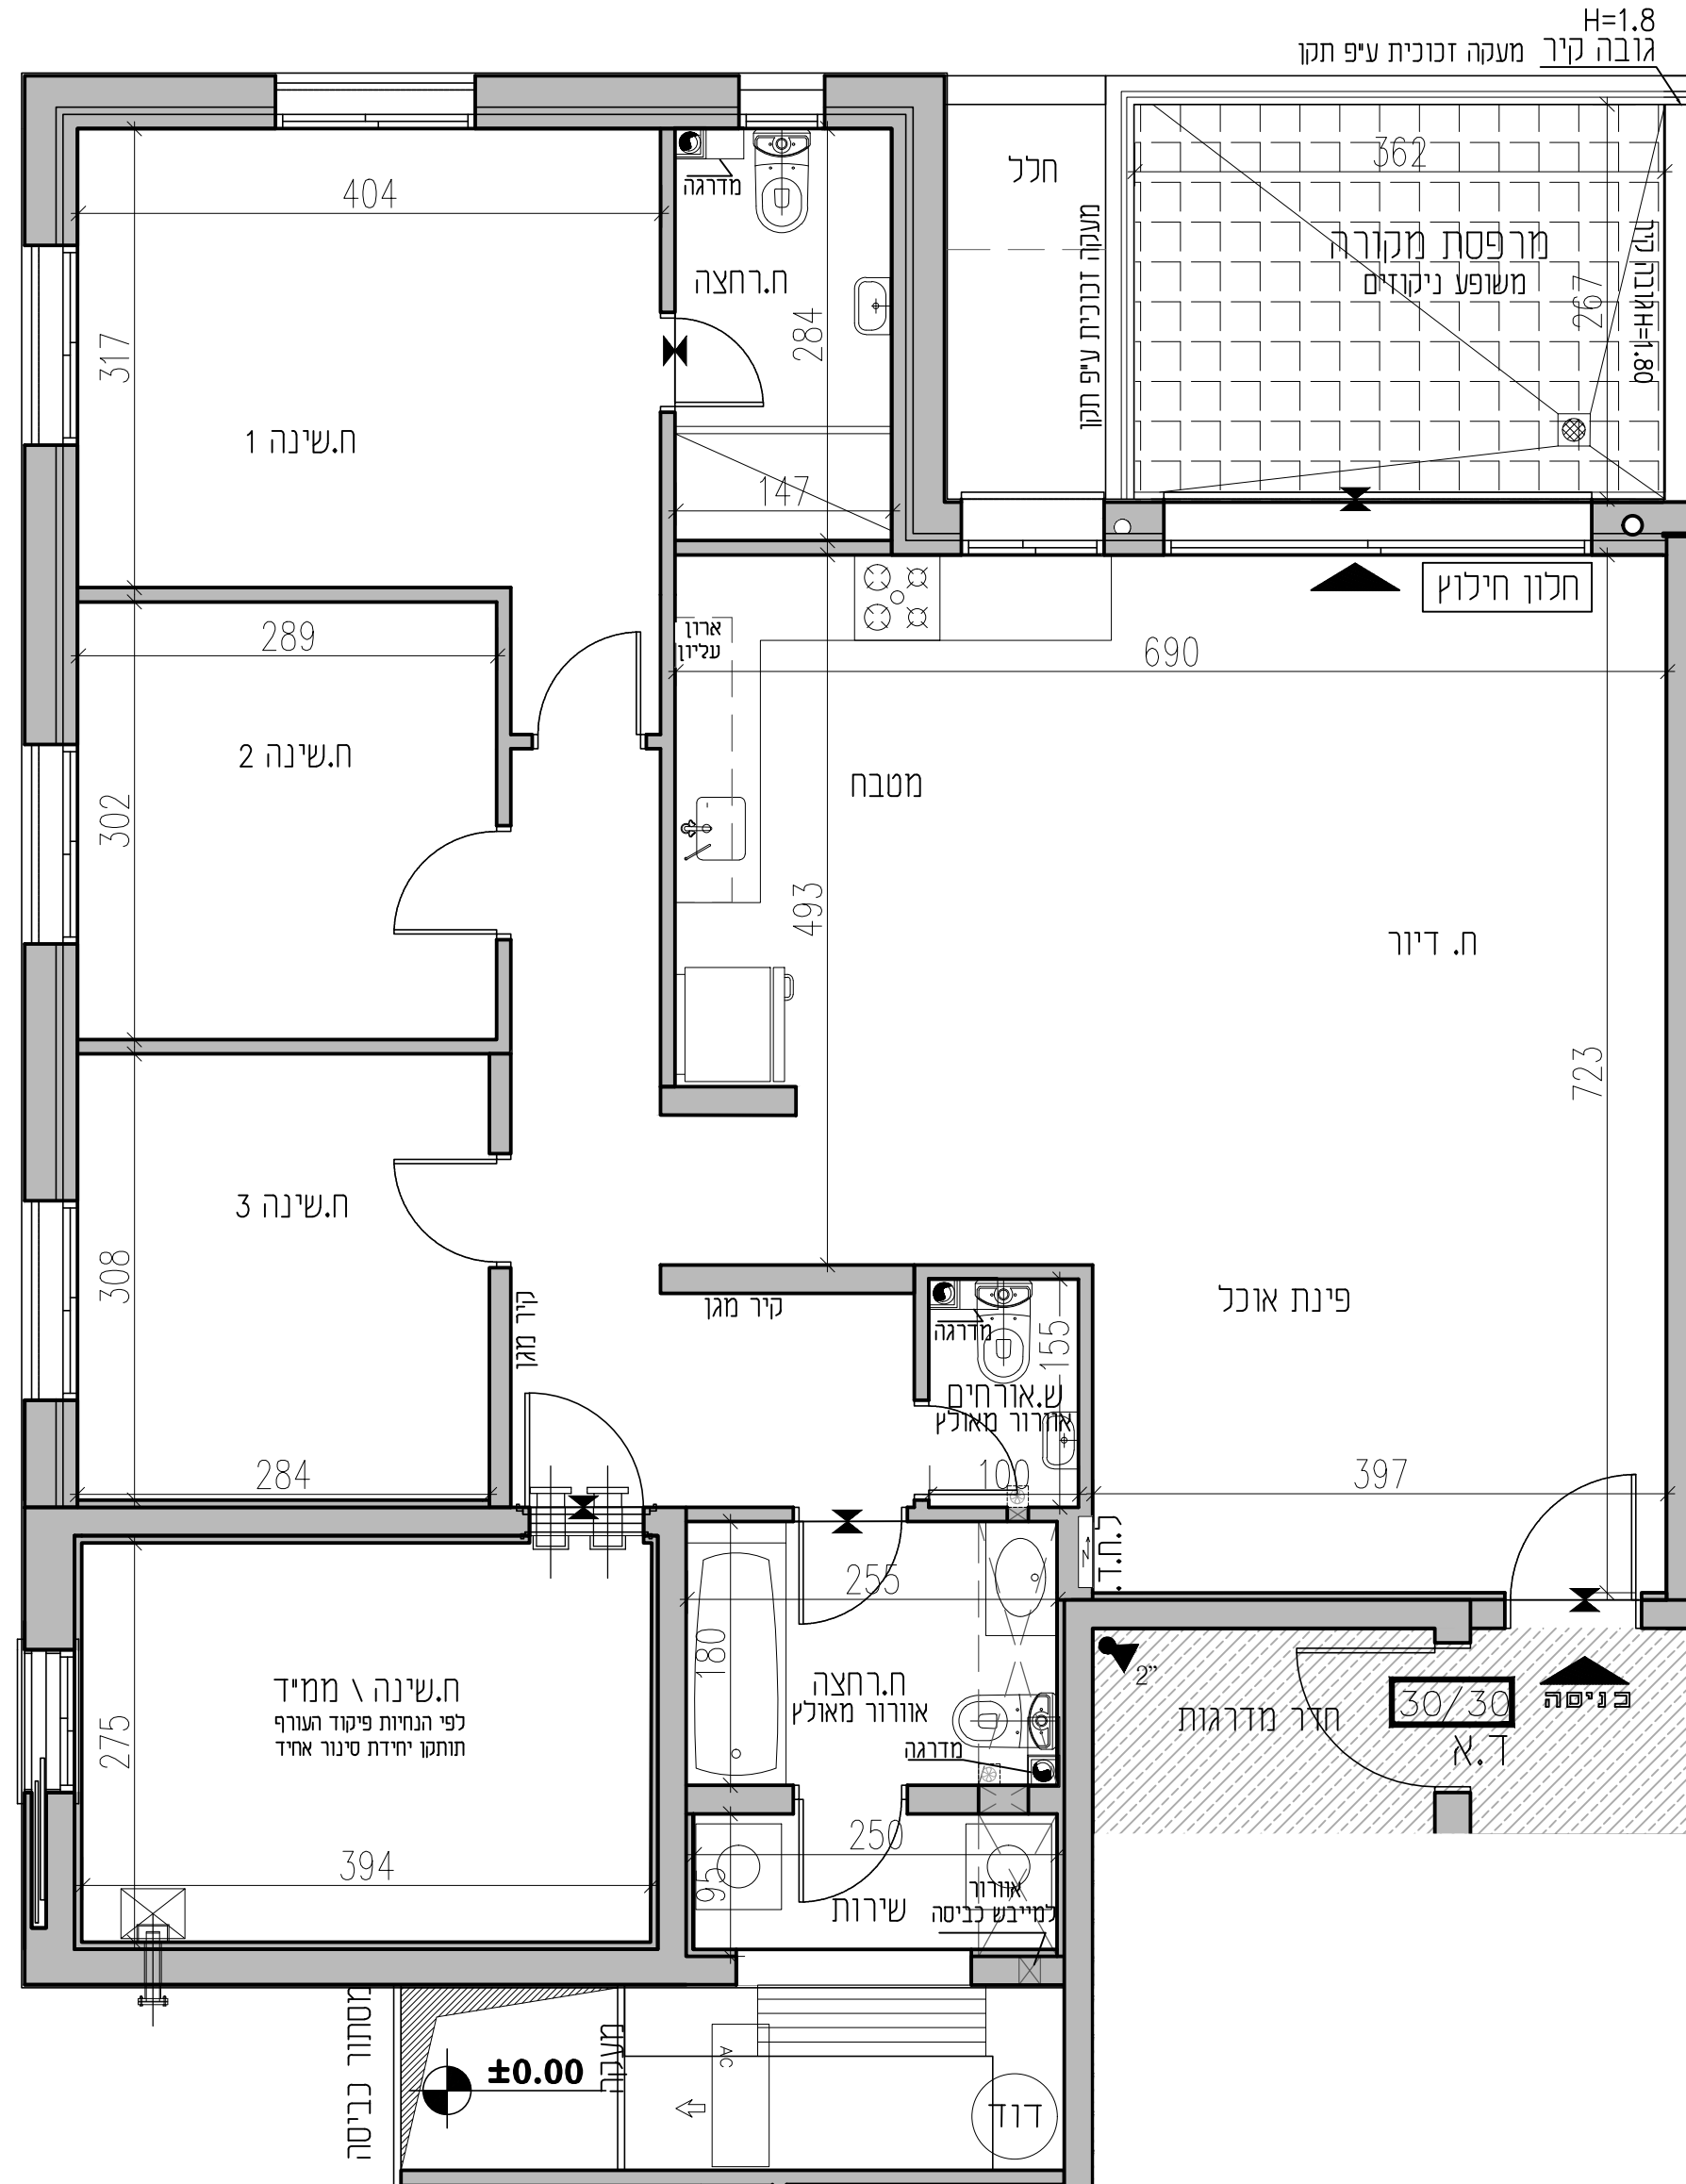 H=1.8
גובה קיר
מעקה זכוכית ע"פ תקן
404
מדרגה
חלל
362
ח.רחצה
מעקה זכוכית ע"פ תקן
מרפסת מקורה
משופע ניקוזים
267
גובה קיר H=1.80
317
284
ח.שינה 1
147
חלון חילוץ
ארון
עליון
289
690
ח.שינה 2
מטבח
302
493
ח. דיור
723
ח.שינה 3
308
קיר מגן
קיר מגן
פינת אוכל
מדרגה
155
ש.אורחים
אוורור מאולץ
284
100
397
ח.ד.
255
180
ח.שינה \ ממ"ד
לפי הנחיות פיקוד העורף
תותקן יחידת סינור אחיד
275
ח.רחצה
אוורור מאולץ
מדרגה
2"
חדר מדרגות
30/30
כניסה
ד.א
394
250
95
שירות
אוורור
למייבש כביסה
מסתור כביסה
±0.00
מעקה
AC
דוד